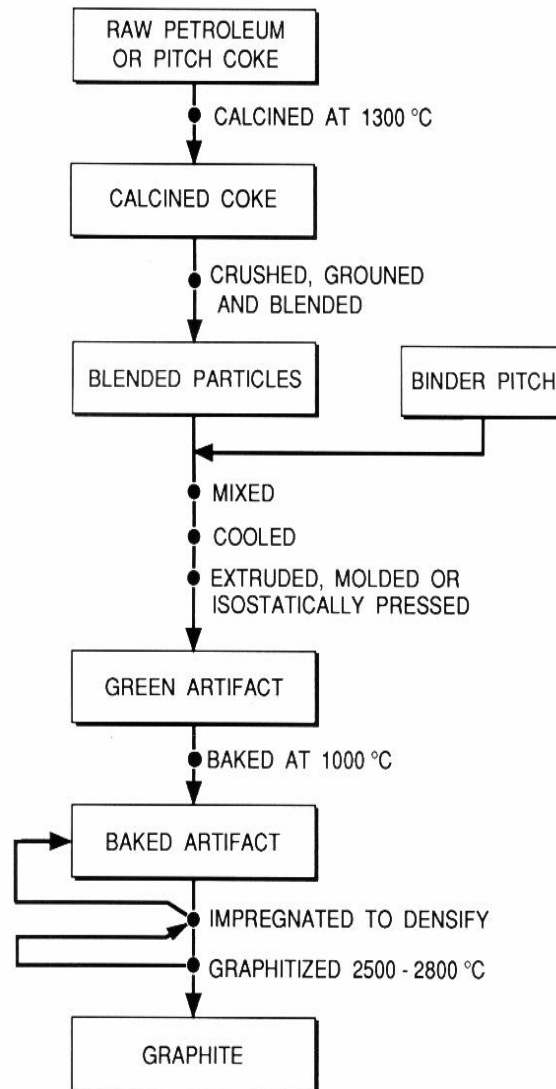 RAW PETROLEUM
OR PITCH COKE
CALCINED AT 1300 °C
CALCINED COKE
CRUSHED, GROUNED
AND BLENDED
BLENDED PARTICLES
BINDER PITCH
MIXED
COOLED
EXTRUDED, MOLDED OR
ISOSTATICALLY PRESSED
GREEN ARTIFACT
BAKED AT 1000 °C
BAKED ARTIFACT
IMPREGNATED TO DENSIFY
GRAPHITIZED 2500 - 2800 °C
GRAPHITE